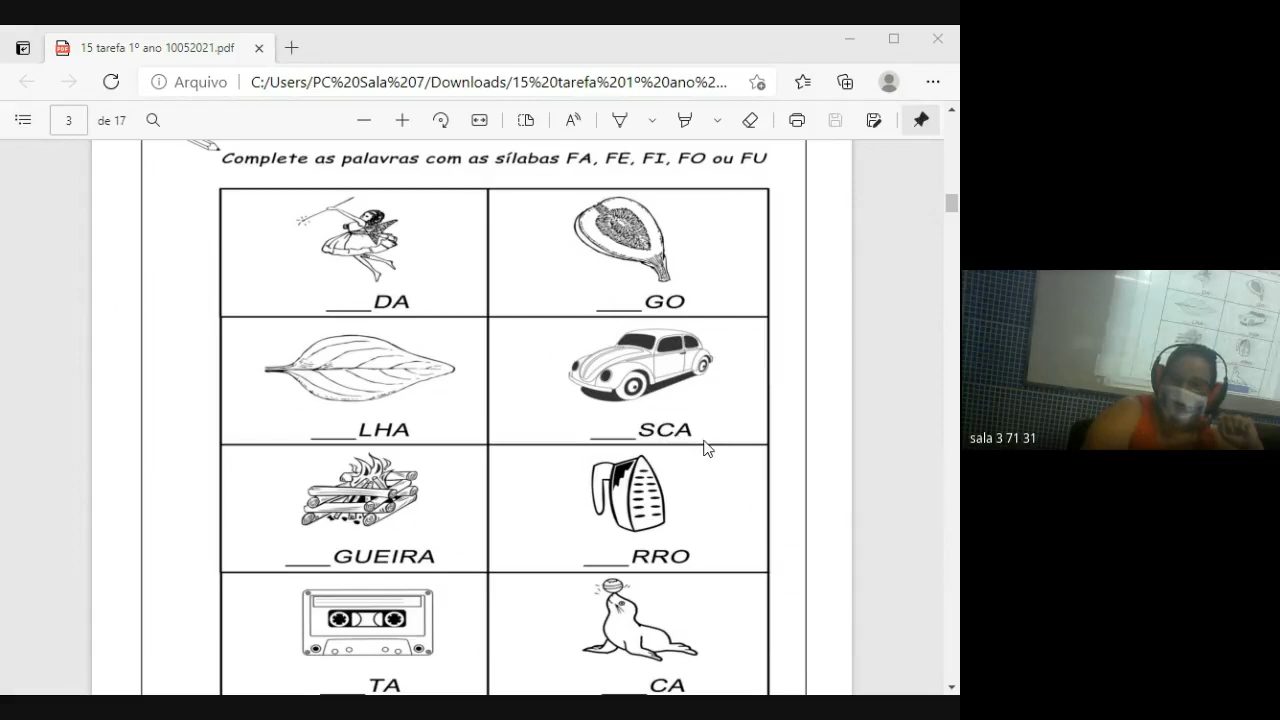 15 tarefa 1º ano 10052021.pdf
Arquivo
C:/Users/PC%20Sala%207/Downloads/15%20tarefa%201º%20ano%2...
3
de 17
Complete as palavras com as sílabas FA, FE, FI, FO ou FU
____DA
____GO
____LHA
____SCA
____GUEIRA
____RRO
____TA
____CA
sala 3 71 31